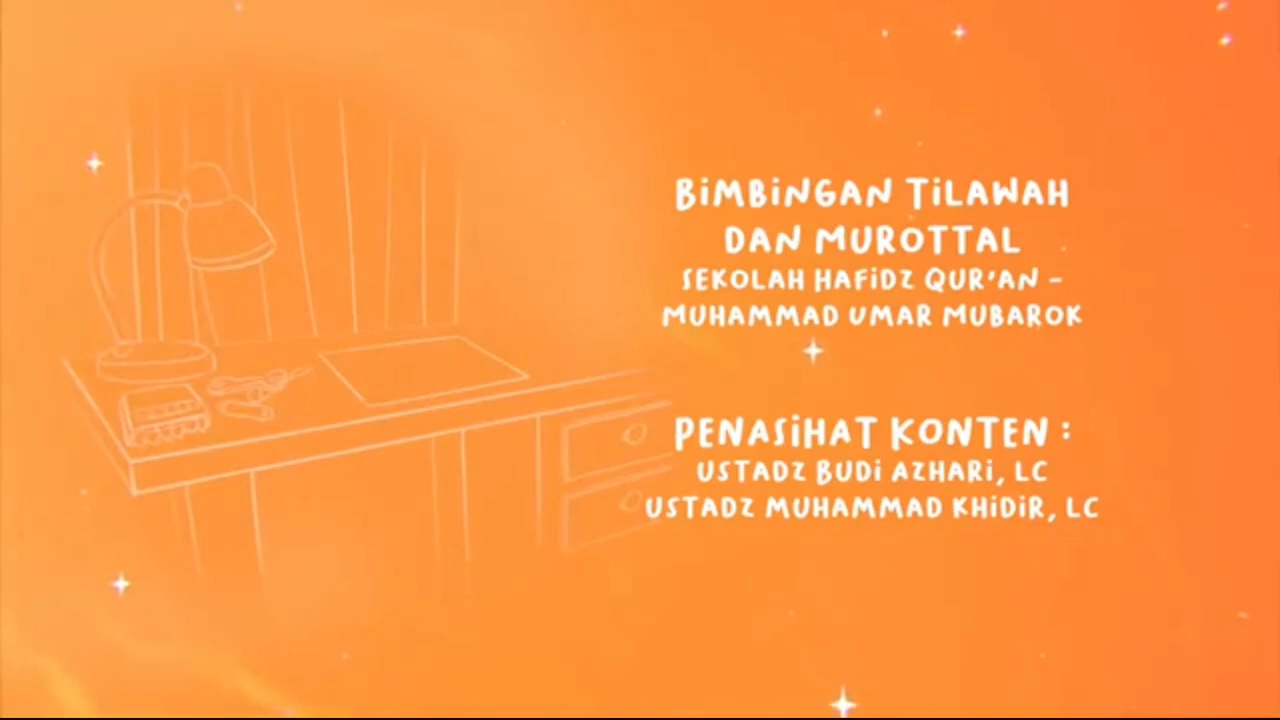 BiMBiNGAN TiLAWAH
DAN MUROTTAL
SEKOLAH HAFiDZ QUR'AN -
MUHAMMAD UMAR MUBAROK
PENASiHAT KONTEN :
USTADZ BUDi AZHARi, LC
USTADZ MUHAMMAD KHiDiR, LC